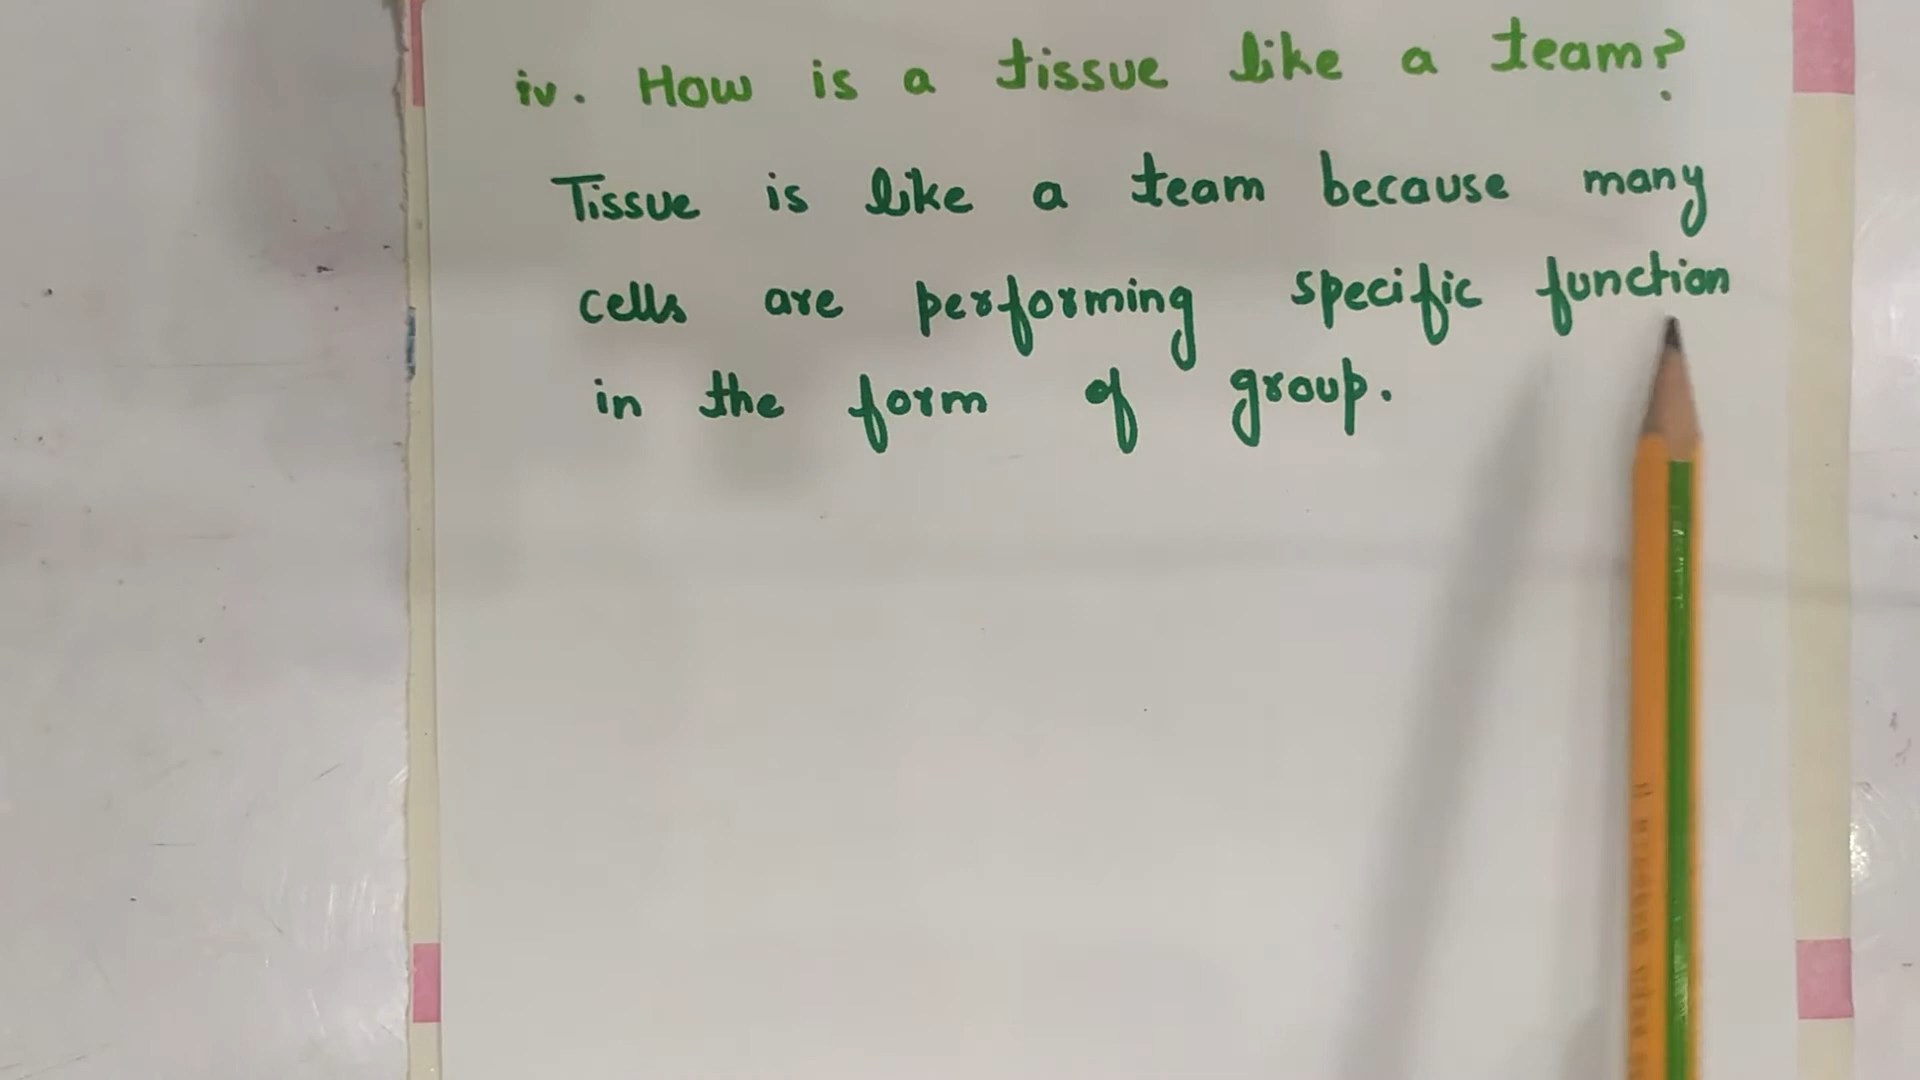 iv. How is a tissue like a team?
Tissue is like a team because many
cells are performing specific function
in the form of group.